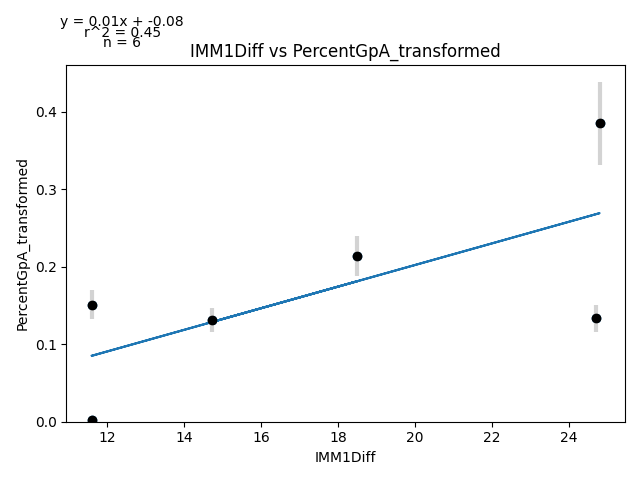 y = 0.01x + -0.08
r^2 = 0.45
n = 6
IMM1Diff vs PercentGpA_transformed
PercentGpA_transformed
0.4
0.3
0.2
0.1
0.0
12 14 16 18 20 22 24
IMM1Diff